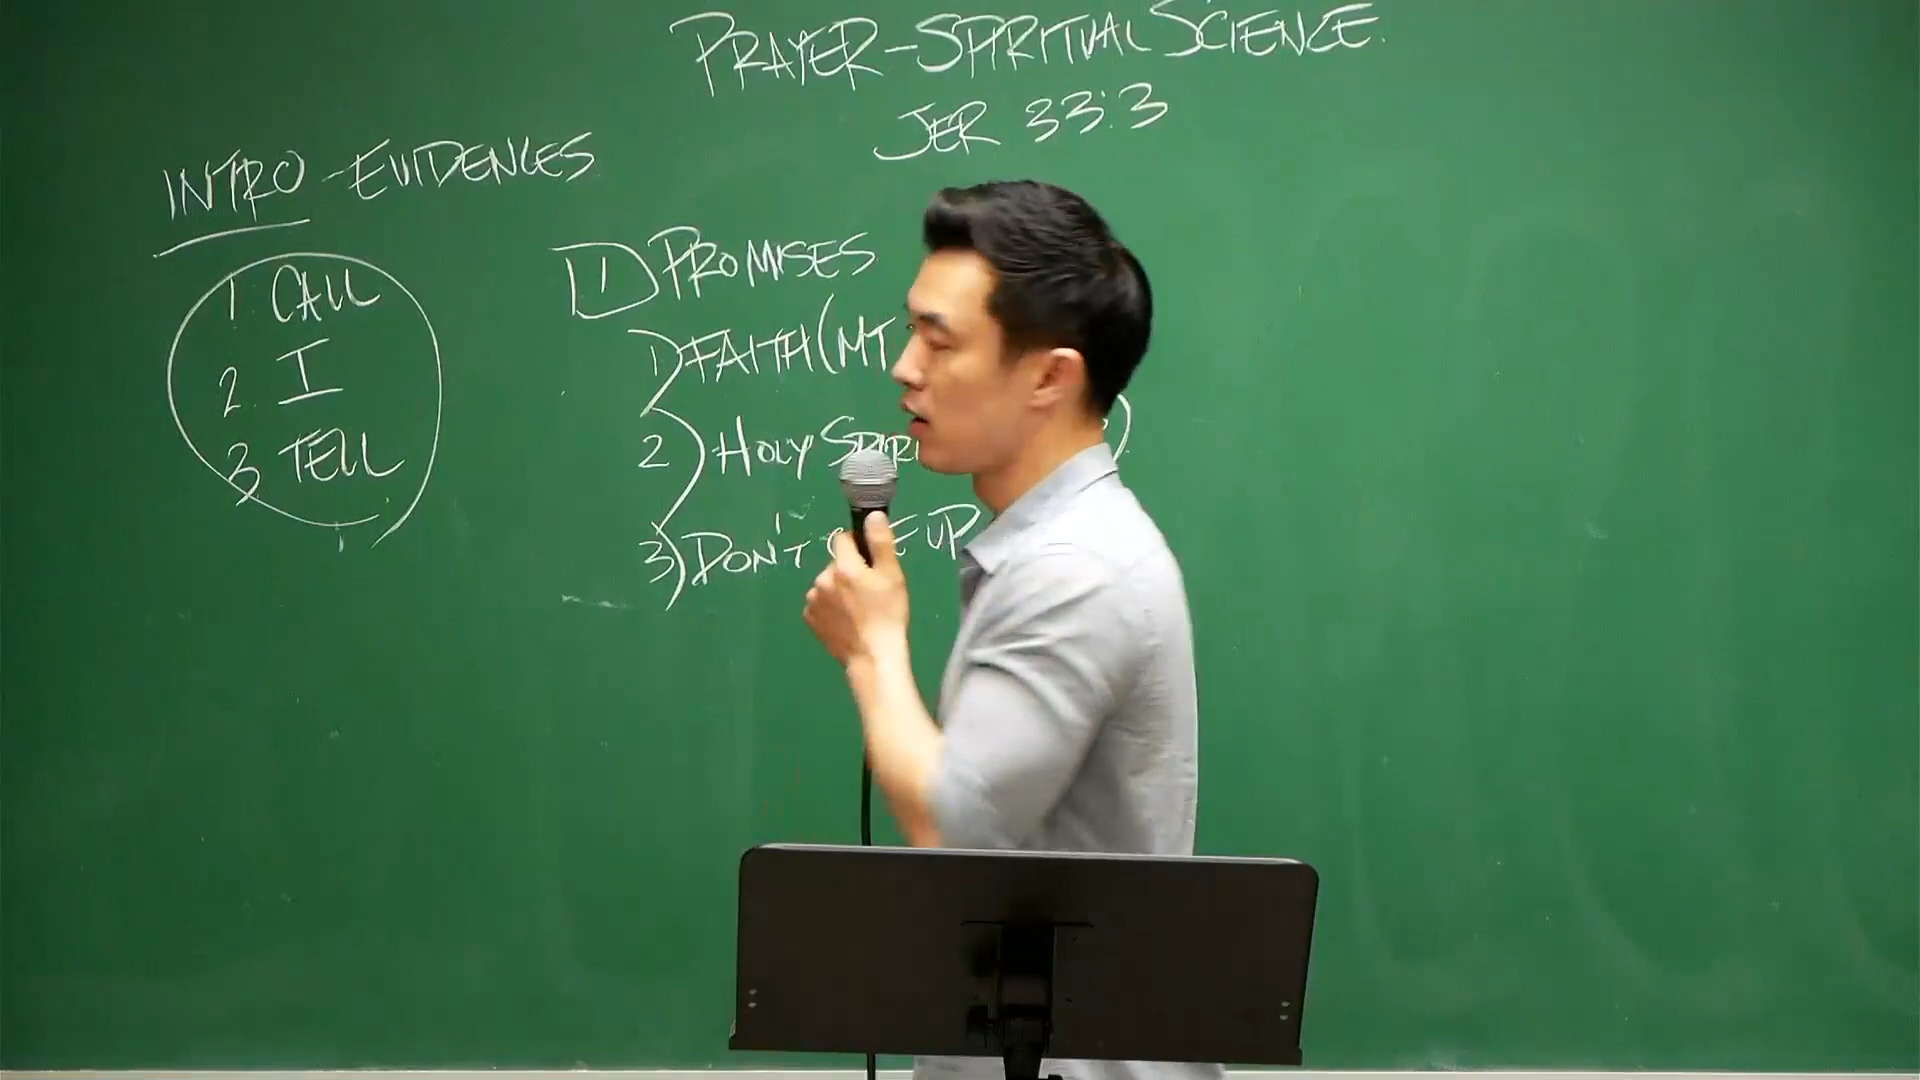 PRAYER-SPIRITUAL SCIENCE.
JER 33:3
INTRO-EVIDENCES
1. CALL
2. I
3 TELL
1) PROMISES
1) FAITH (MT
2) HOLY
3) DON'T UP